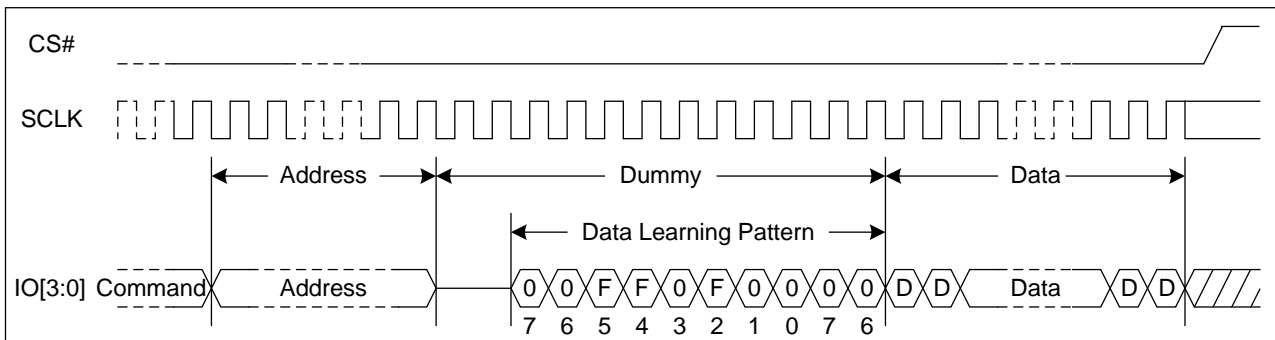 CS#
SCLK
Address Dummy Data
Data Learning Pattern
IO[3:0] Command Address 0 0 F F 0 F 0 0 0 0 D D Data D D
7 6 5 4 3 2 1 0 7 6